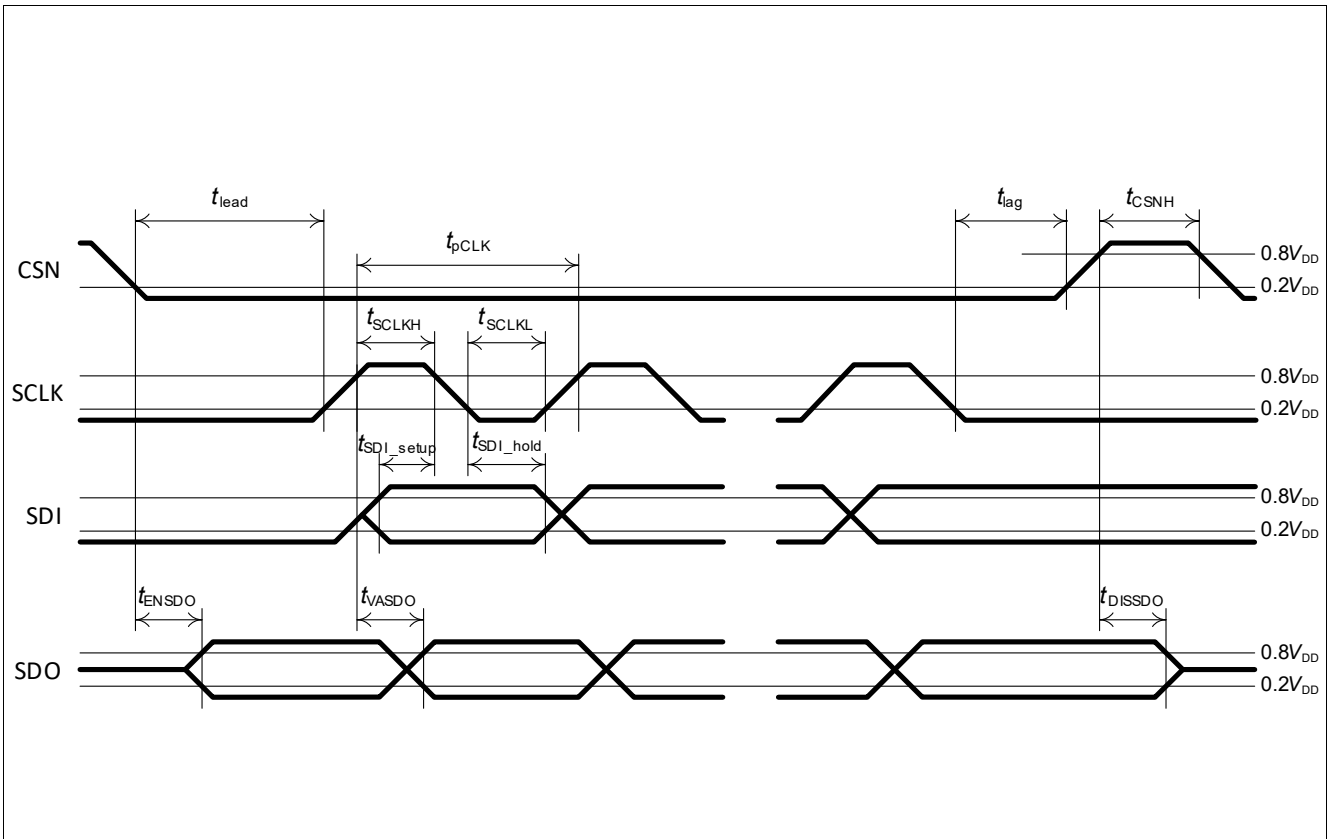 tlead
tlag
tCSNH
tpCLK
CSN
0.8VDD
0.2VDD
tSCLKH
tSCLKL
SCLK
0.8VDD
0.2VDD
tSDI_setup
tSDI_hold
SDI
0.8VDD
0.2VDD
tENSDO
tVASDO
tDISSDO
SDO
0.8VDD
0.2VDD